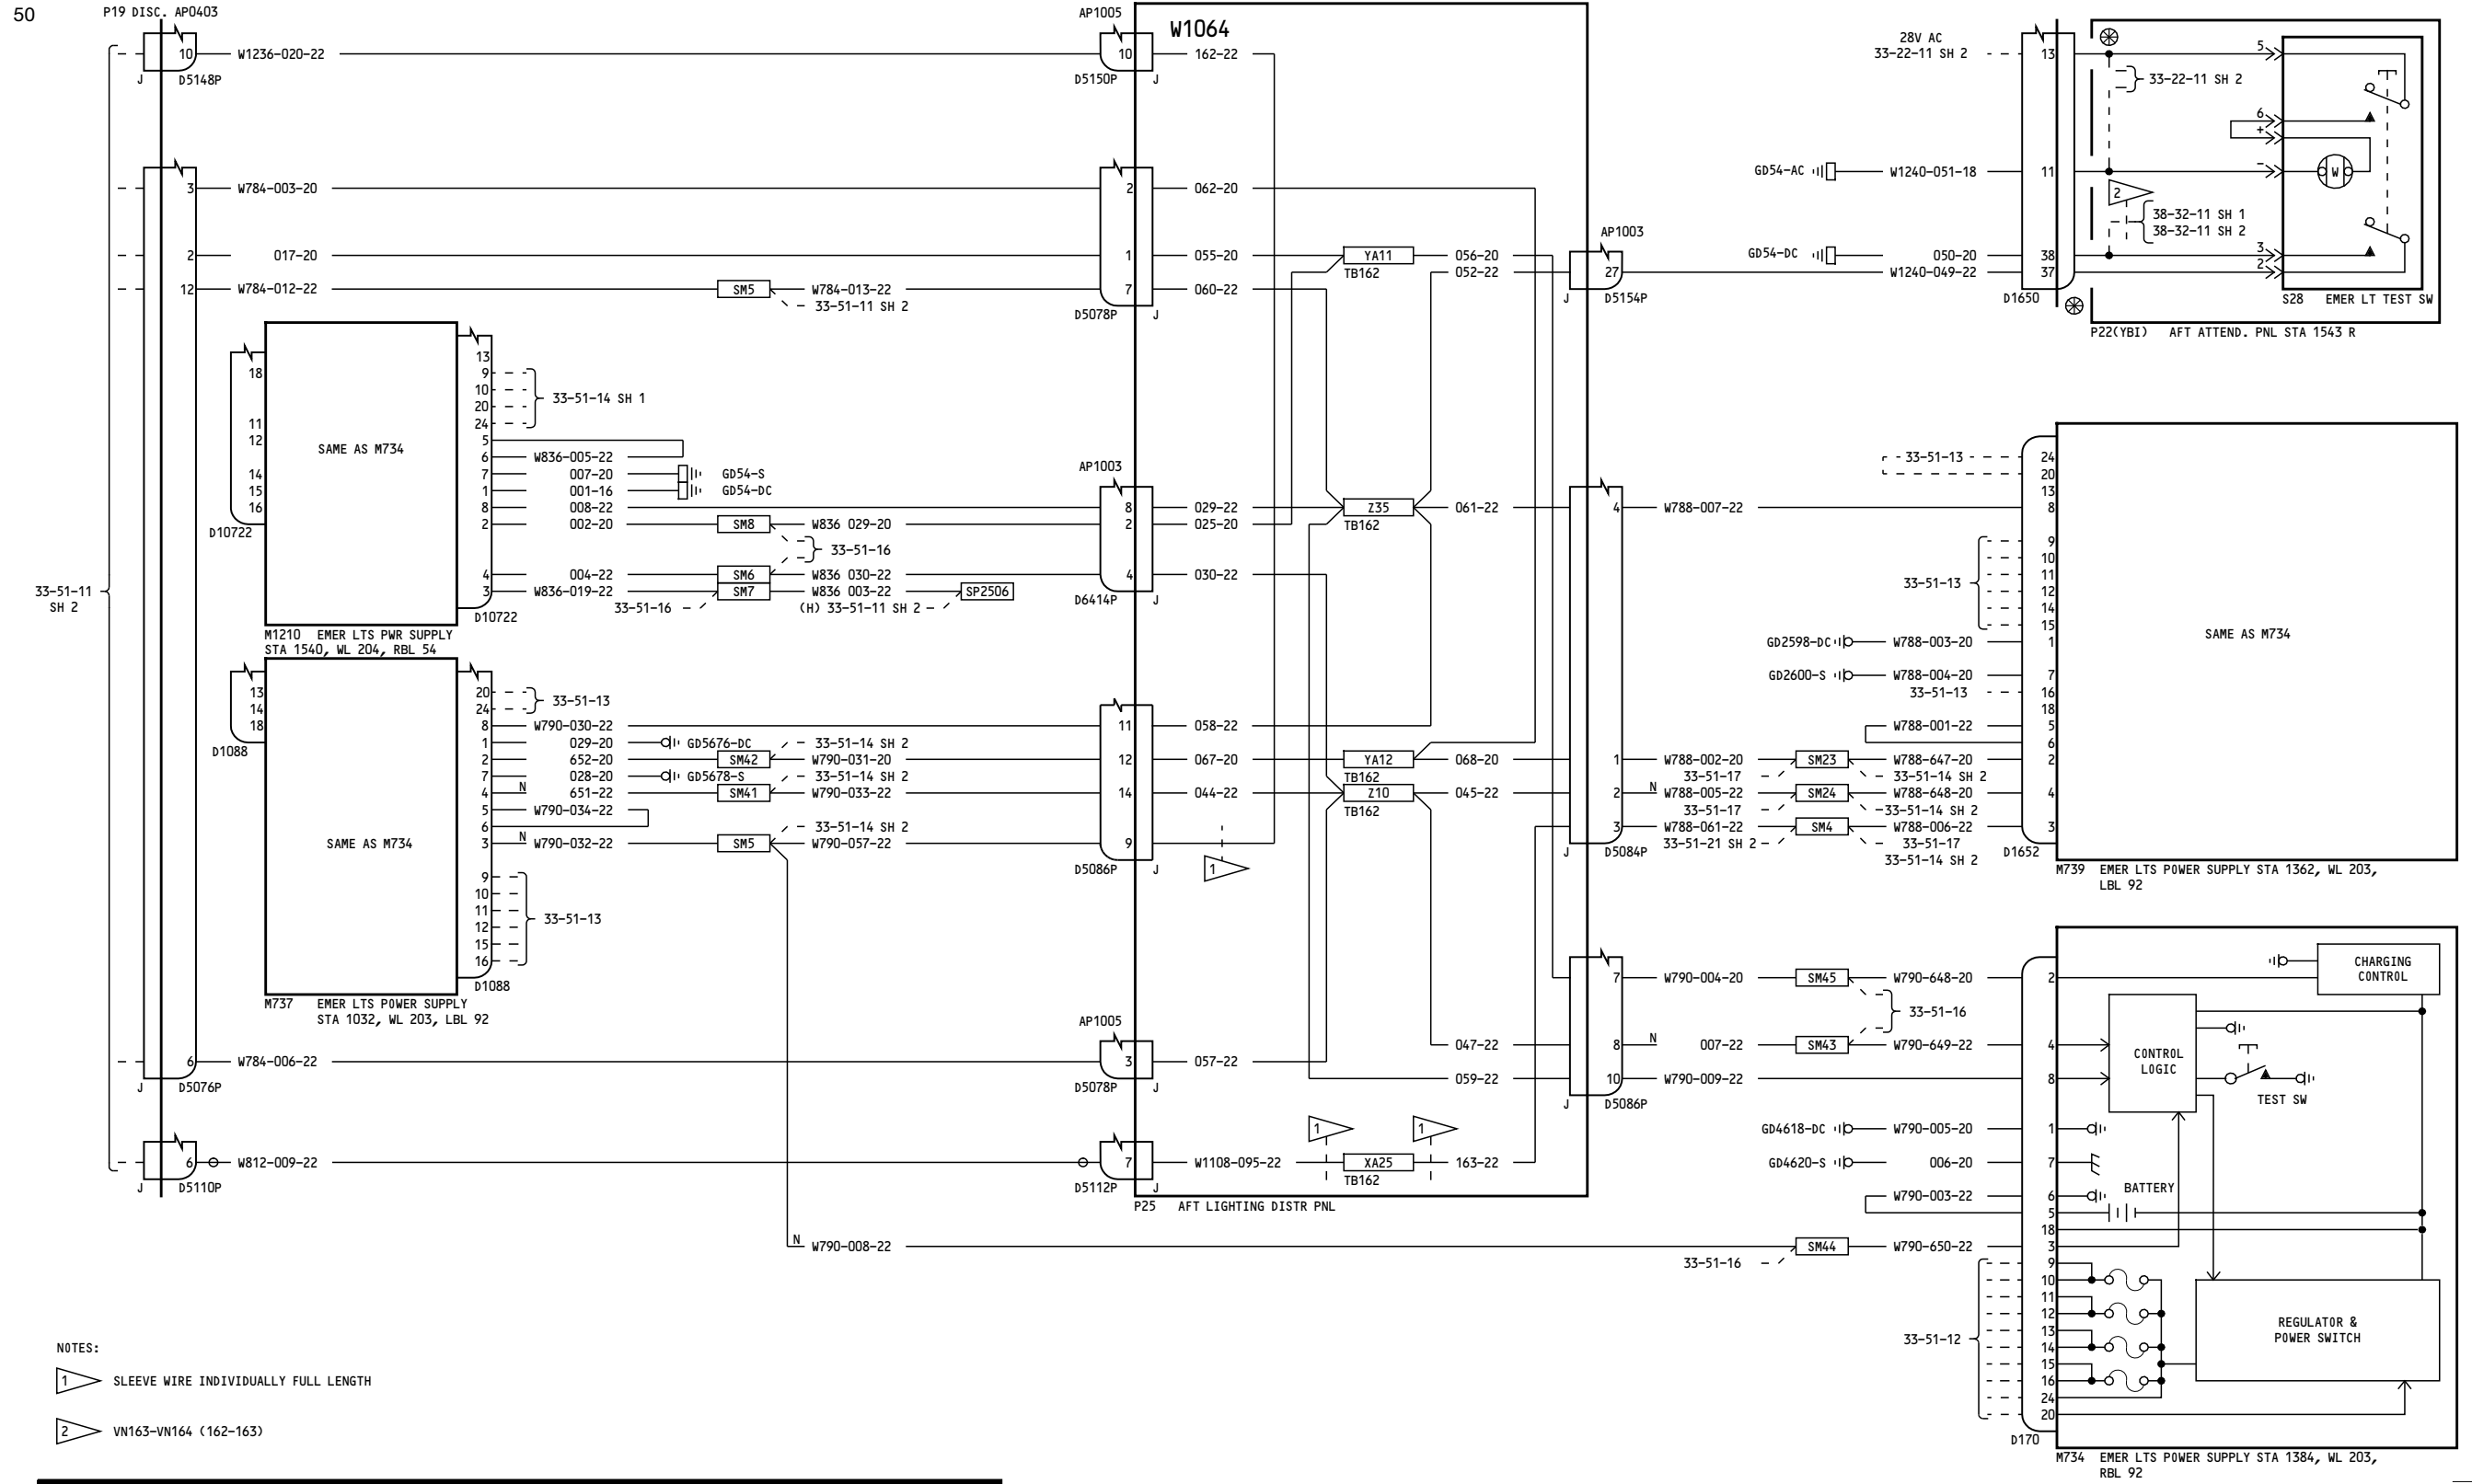 50
P19 DISC. AP0403
10 W1236-020-22
J D5148P
3 W784-003-20
2 017-20
12 W784-012-22 SM5 W784-013-22
33-51-11 SH 2
33-51-11
SH 2
18
11
12
14
15
16
D10722
SAME AS M734
13
9
10
20
24
33-51-14 SH 1
5
6 W836-005-22
7 007-20 GD54-S
1 001-16 GD54-DC
8 008-22
2 002-20 SM8 W836 029-20
33-51-16
4 004-22 SM6 W836 030-22
3 W836-019-22 SM7 W836 003-22 SP2506
33-51-16 (H) 33-51-11 SH 2
D10722
M1210 EMER LTS PWR SUPPLY
STA 1540, WL 204, RBL 54
13
14
18
D1088
SAME AS M734
20
24
33-51-13
8 W790-030-22
1 029-20 GD5676-DC 33-51-14 SH 2
2 652-20 SM42 W790-031-20
7 028-20 GD5678-S 33-51-14 SH 2
4 N 651-22 SM41 W790-033-22
5 W790-034-22
6
33-51-14 SH 2
3 N W790-032-22 SM5 W790-057-22
9
10
11
12
15
16
33-51-13
D1088
M737 EMER LTS POWER SUPPLY
STA 1032, WL 203, LBL 92
6 W784-006-22
J D5076P
6 W812-009-22
J D5110P
N W790-008-22
AP1005
W1064
10 162-22
D5150P J
2 062-20
1 055-20 YA11 056-20
TB162
052-22
7 060-22
D5078P J
AP1003
8 029-22 Z35 061-22
2 025-20 TB162
4 030-22
D6414P J
11 058-22
12 067-20 YA12 068-20
TB162
14 044-22 Z10 045-22
TB162
9
1
D5086P J
AP1005
3 057-22
D5078P J
047-22
059-22
1 1
7 W1108-095-22 XA25 163-22
TB162
D5112P J
P25 AFT LIGHTING DISTR PNL
AP1003
27
J D5154P
4 W788-007-22
1 W788-002-20 SM23 W788-647-20
33-51-17 33-51-14 SH 2
2 N W788-005-22 SM24 W788-648-20
33-51-17 33-51-14 SH 2
3 W788-061-22 SM4 W788-006-22
J D5084P 33-51-21 SH 2 33-51-17
33-51-14 SH 2
7 W790-004-20 SM45 W790-648-20
33-51-16
8 N 007-22 SM43 W790-649-22
10 W790-009-22
J D5086P
28V AC
33-22-11 SH 2
13
5
33-22-11 SH 2
6
+
GD54-AC W1240-051-18 11
-
W
2
38-32-11 SH 1
38-32-11 SH 2
GD54-DC 050-20 38
3
W1240-049-22 37
2
D1650
S28 EMER LT TEST SW
P22(YBI) AFT ATTEND. PNL STA 1543 R
33-51-13
24
20
13
8
9
10
11
12
14
15
33-51-13
GD2598-DC W788-003-20 1
GD2600-S W788-004-20 7
33-51-13 16
18
W788-001-22 5
6
2
4
3
D1652
SAME AS M734
M739 EMER LTS POWER SUPPLY STA 1362, WL 203,
LBL 92
2
4
8
GD4618-DC W790-005-20 1
GD4620-S 006-20 7
W790-003-22 6
5
18
SM44 W790-650-22 3
33-51-16
9
10
11
12
13
14
15
16
24
20
33-51-12
D170
CHARGING
CONTROL
CONTROL
LOGIC
TEST SW
BATTERY
REGULATOR &
POWER SWITCH
M734 EMER LTS POWER SUPPLY STA 1384, WL 203,
RBL 92
NOTES:
1 SLEEVE WIRE INDIVIDUALLY FULL LENGTH
2 VN163-VN164 (162-163)